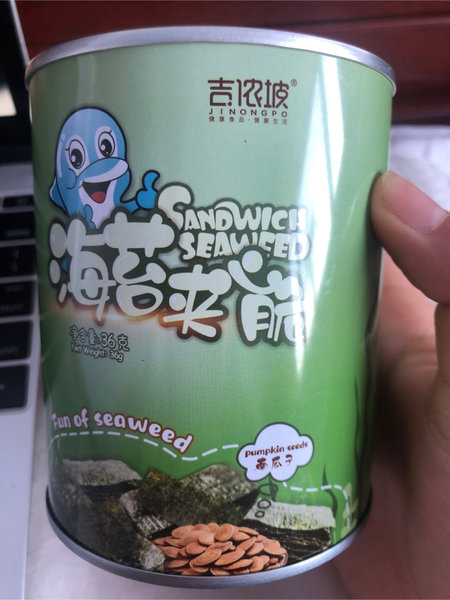 吉侬坡®
JINONGPO
健康食品·健康生活
SANDWICH
SEAWEED
海苔夹脆
净含量:36克
Net Weight: 36g
Fun of seaweed
pumpkin seeds
南瓜子